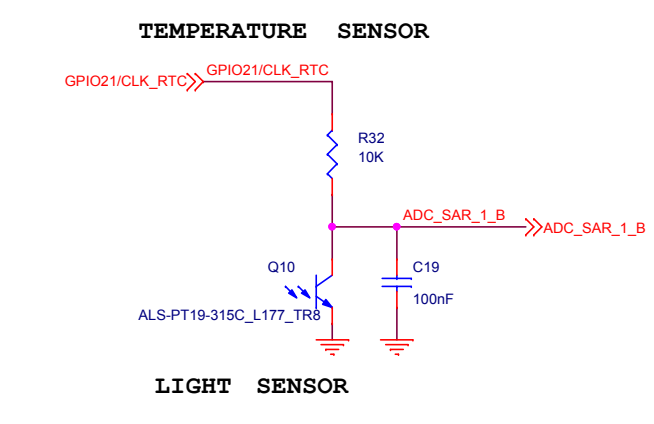 TEMPERATURE SENSOR
GPIO21/CLK_RTC
GPIO21/CLK_RTC
R32
10K
ADC_SAR_1_B
ADC_SAR_1_B
Q10
C19
100nF
ALS-PT19-315C_L177_TR8
LIGHT SENSOR